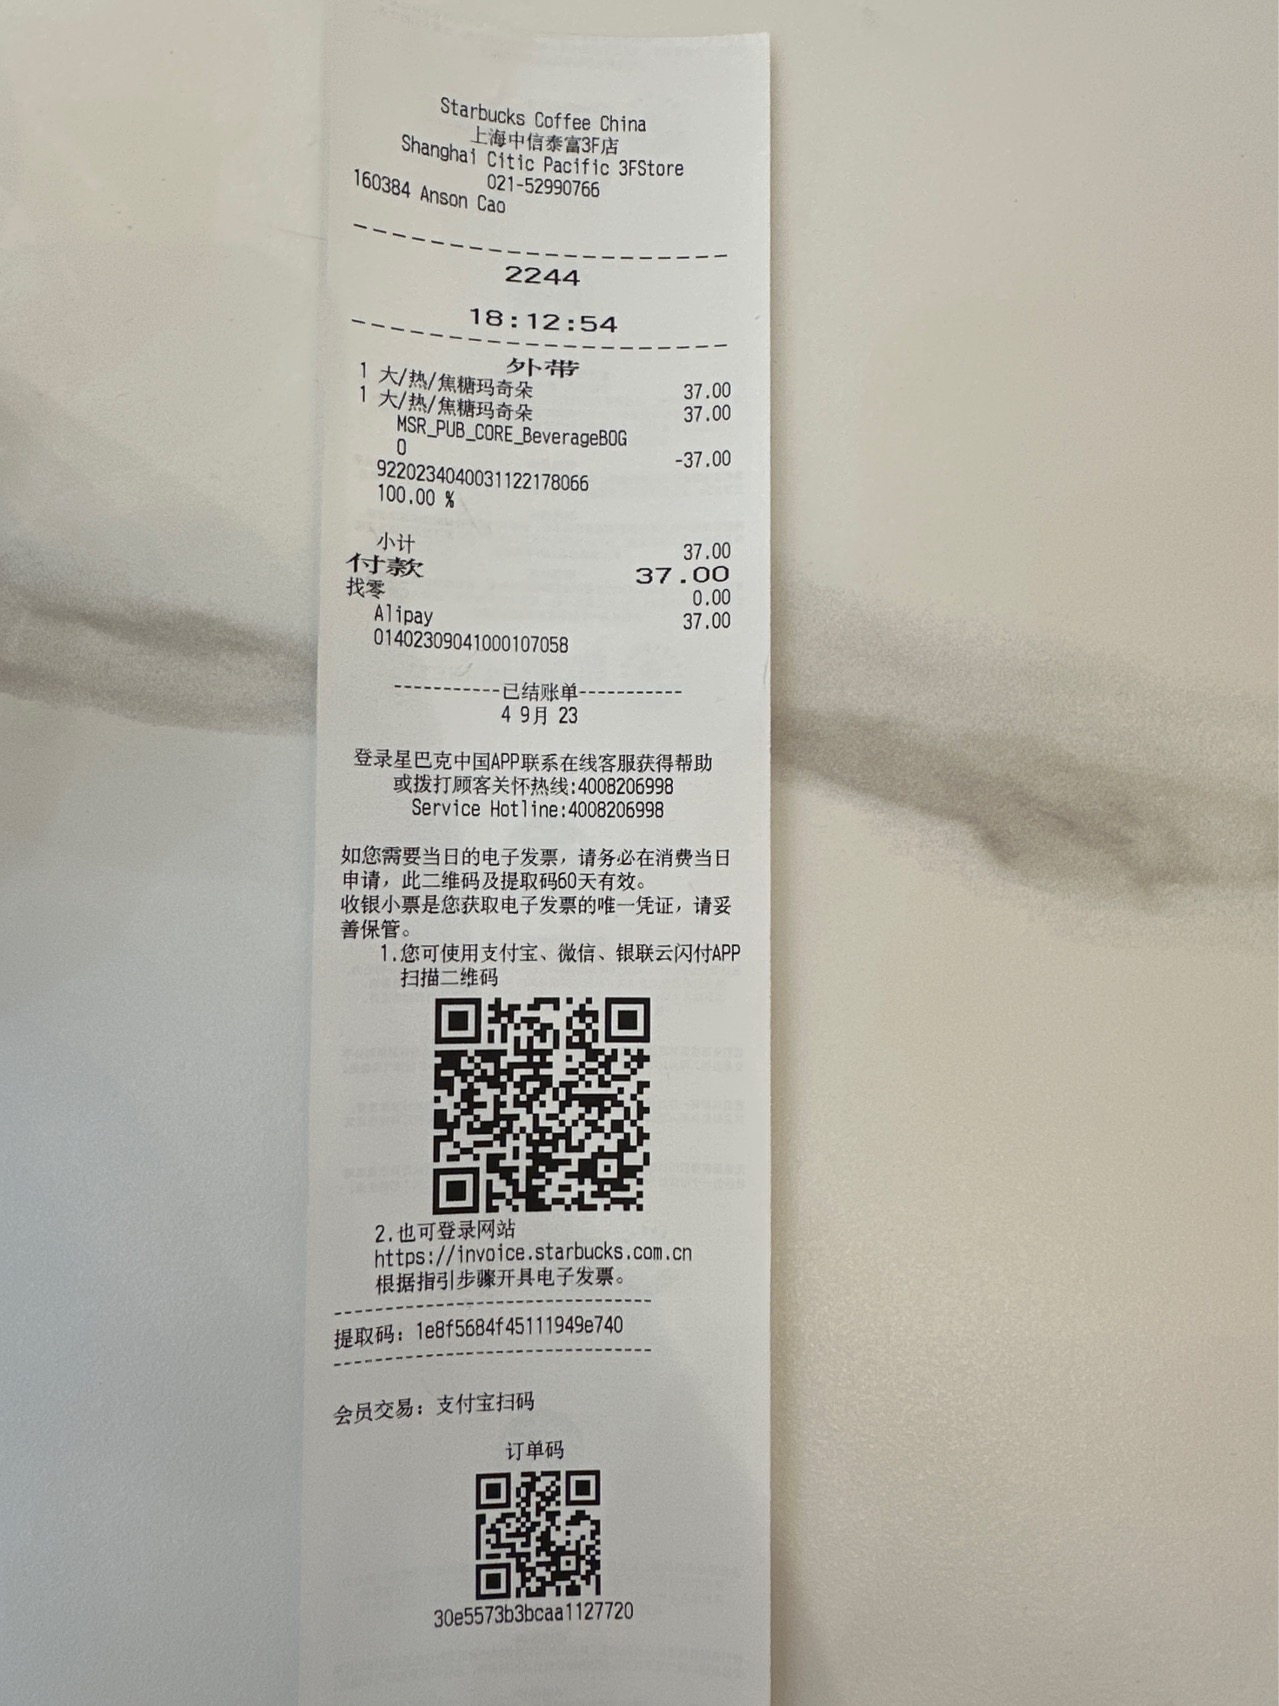 Starbucks Coffee China
上海中信泰富3F店
Shanghai Citic Pacific 3FStore
021-52990766
160384 Anson Cao
2244
18:12:54
外带
1 大/热/焦糖玛奇朵 37.00
1 大/热/焦糖玛奇朵 37.00
MSR_PUB_CORE_BeverageBOG
O -37.00
92202340400311221​78066
100.00 %
小计 37.00
付款 37.00
找零 0.00
Alipay 37.00
01402309041000107058
-----------已结账单-----------
4 9月 23
登录星巴克中国APP联系在线客服获得帮助
或拨打顾客关怀热线:4008206998
Service Hotline:4008206998
如您需要当日的电子发票，请务必在消费当日
申请，此二维码及提取码60天有效。
收银小票是您获取电子发票的唯一凭证，请妥
善保管。
1.您可使用支付宝、微信、银联云闪付APP
扫描二维码
2.也可登录网站
https://invoice.starbucks.com.cn
根据指引步骤开具电子发票。
提取码：1e8f5684f45111949e740
会员交易：支付宝扫码
订单码
30e5573b3bcaa1127720